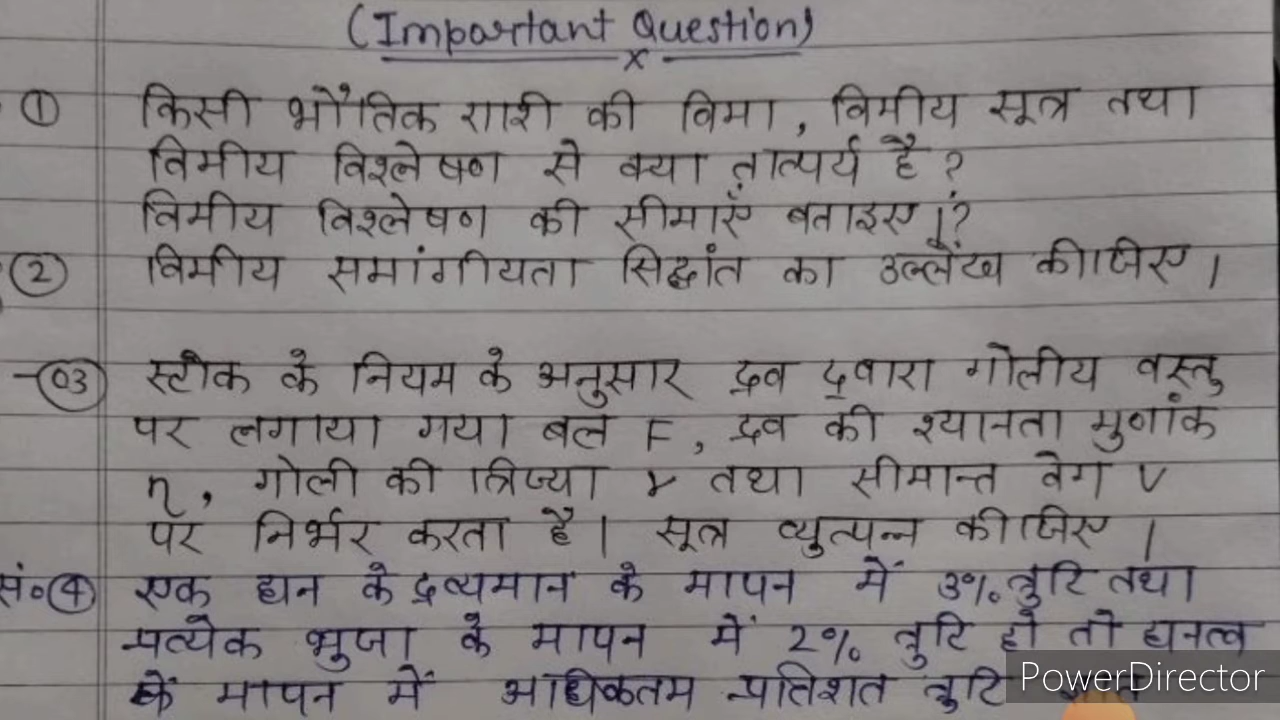 (Important Question)
x
① किसी भौतिक राशी की विमा, विमीय सूत्र तथा
विमीय विश्लेषण से क्या तात्पर्य है?
विमीय विश्लेषण की सीमाएँ बताइए।?
② विमीय समांगीयता सिद्धांत का उल्लेख कीजिए।
03 स्टोक के नियम के अनुसार द्रव द्वारा गोलीय वस्तु
पर लगाया गया बल F, द्रव की श्यानता गुणांक
η, गोली की त्रिज्या r तथा सीमान्त वेग v
पर निर्भर करता है। सूत्र व्युत्पन्न कीजिए।
सं॰ ④ एक घन के द्रव्यमान के मापन में 3% त्रुटि तथा
प्रत्येक भुजा के मापन में 2% त्रुटि हो तो घनत्व
के मापन में अधिकतम प्रतिशत त्रुटि
PowerDirector